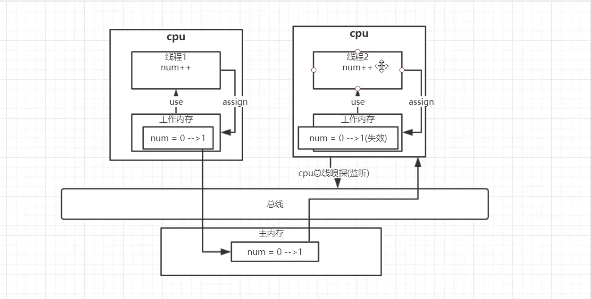 cpu
线程1
num++
use
assign
工作内存
num = 0 -->1
cpu
线程2
num++
use
assign
工作内存
num = 0 -->1(失效)
cpu总线嗅探(监听)
总线
主内存
num = 0 -->1